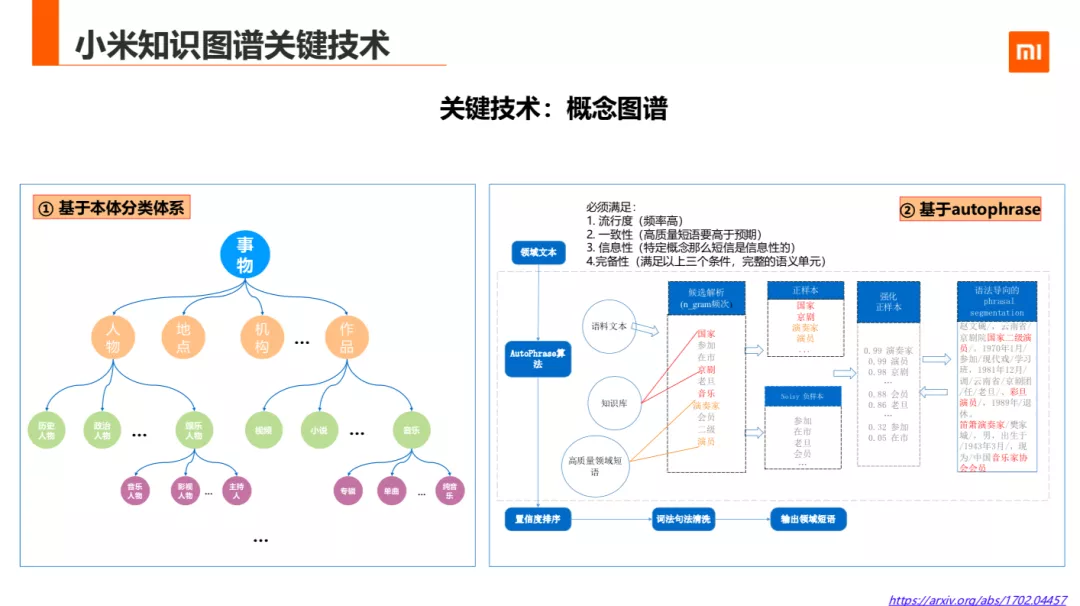 小米知识图谱关键技术
mi
关键技术：概念图谱
① 基于本体分类体系
事
物
人
物
地
点
机
构
...
作
品
历史
人物
政治
人物
...
娱乐
人物
视频
小说
...
音乐
音乐
人物
影视
人物
...
主持
人
专辑
单曲
...
纯音
乐
...
② 基于autophrase
必须满足：
1. 流行度（频率高）
2. 一致性（高质量短语要高于预期）
3. 信息性（特定概念那么短信是信息性的）
4.完备性（满足以上三个条件，完整的语义单元）
领域文本
AutoPhrase算
法
置信度排序
词法句法清洗
输出领域短语
语料文本
知识库
高质量领域短
语
候选解析
(n_gram频次)
国家
参加
在市
京剧
老旦
音乐
演奏家
会员
二级
演员
正样本
国家
京剧
演奏家
演员
...
Noisy 负样本
参加
在市
老旦
会员
...
强化
正样本
0.99 演奏家
0.99 演员
0.98 京剧
...
0.88 会员
0.86 老旦
...
0.32 参加
0.05 在市
语法导向的
phrasal
segmentation
赵文硕/、云南省/
京剧院国家二级演
员/。1970年1月/
参加/现代戏/学习
班，1981年12月/
调/云南省/京剧团
/任/老旦/、彩旦
演员/。1989年/退
休。
笛箫演奏家/樊家
城/，男，出生于
/1943年3月/，现
为/中国音乐家协
会会员
https://arxiv.org/abs/1702.04457